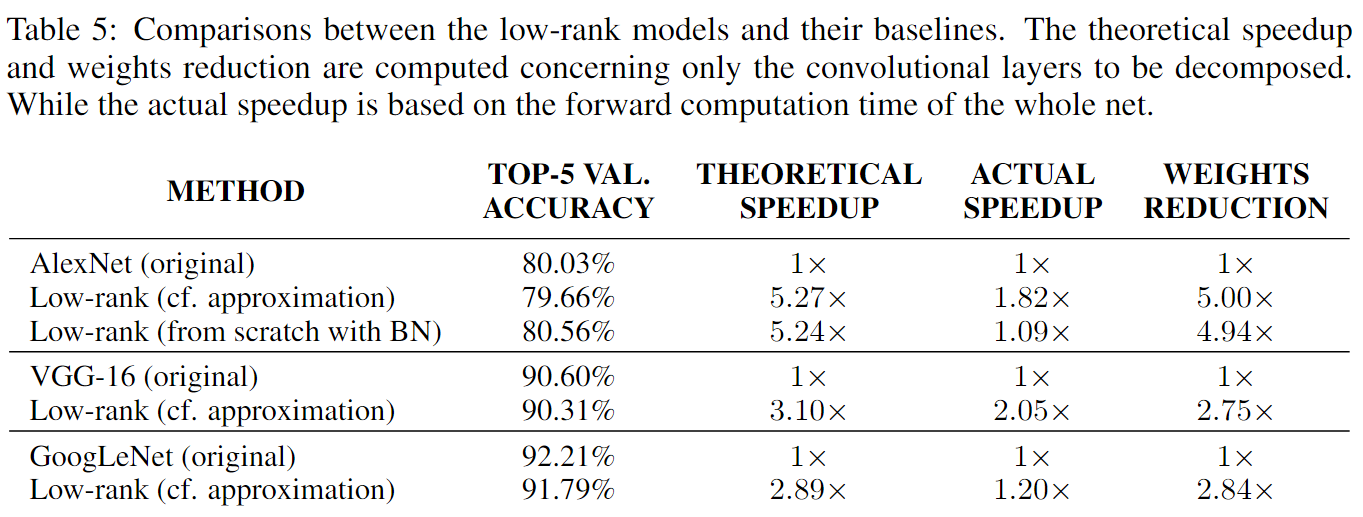 Table 5: Comparisons between the low-rank models and their baselines. The theoretical speedup
and weights reduction are computed concerning only the convolutional layers to be decomposed.
While the actual speedup is based on the forward computation time of the whole net.
METHOD TOP-5 VAL. ACCURACY THEORETICAL SPEEDUP ACTUAL SPEEDUP WEIGHTS REDUCTION
AlexNet (original) 80.03% 1× 1× 1×
Low-rank (cf. approximation) 79.66% 5.27× 1.82× 5.00×
Low-rank (from scratch with BN) 80.56% 5.24× 1.09× 4.94×
VGG-16 (original) 90.60% 1× 1× 1×
Low-rank (cf. approximation) 90.31% 3.10× 2.05× 2.75×
GoogLeNet (original) 92.21% 1× 1× 1×
Low-rank (cf. approximation) 91.79% 2.89× 1.20× 2.84×